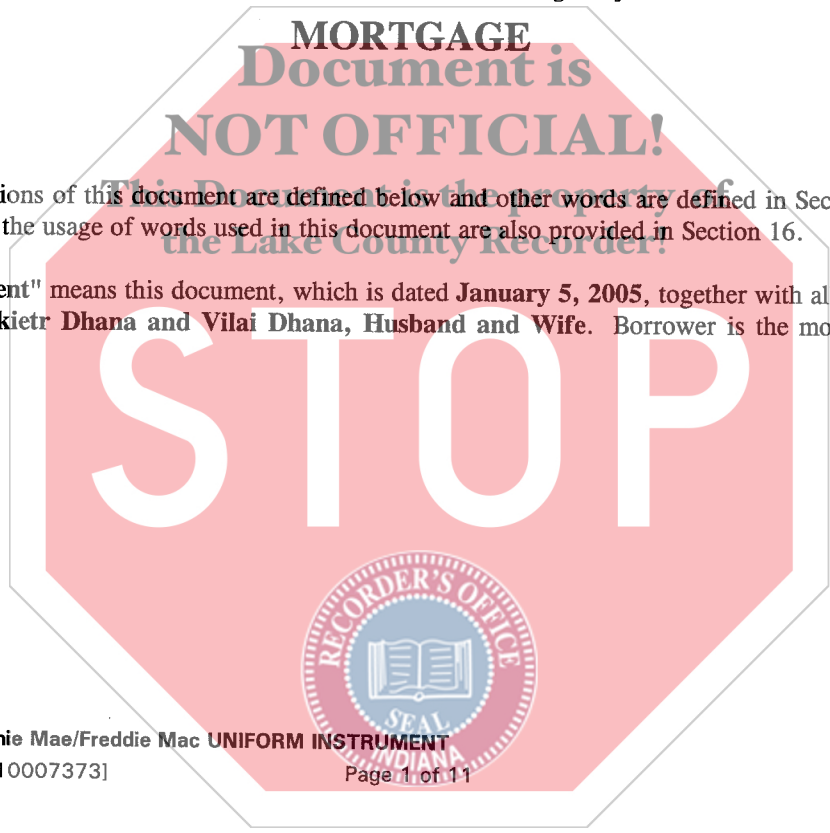 MORTGAGE
Document is
NOT OFFICIAL!
This Document is the property of
the Lake County Recorder!
ions of this document are defined below and other words are defined in Sec
the usage of words used in this document are also provided in Section 16.
ent" means this document, which is dated January 5, 2005, together with al
kietr Dhana and Vilai Dhana, Husband and Wife. Borrower is the mo
STOP
RECORDER'S OFFICE
SEAL
INDIANA
nie Mae/Freddie Mac UNIFORM INSTRUMENT
10007373]
Page 1 of 11